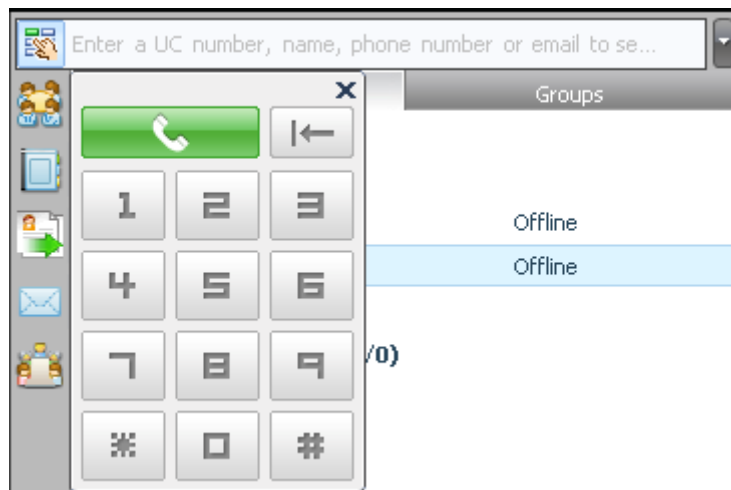 Enter a UC number, name, phone number or email to se...
x
Groups
1 2 3
Offline
4 5 6
Offline
7 8 9
/0)
* 0 #